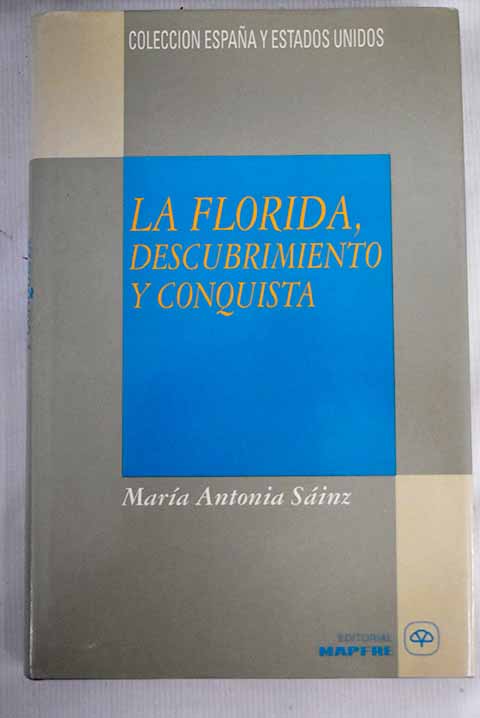 COLECCION ESPAÑA Y ESTADOS UNIDOS
LA FLORIDA,
DESCUBRIMIENTO
Y CONQUISTA
María Antonia Sáinz
EDITORIAL
MAPFRE